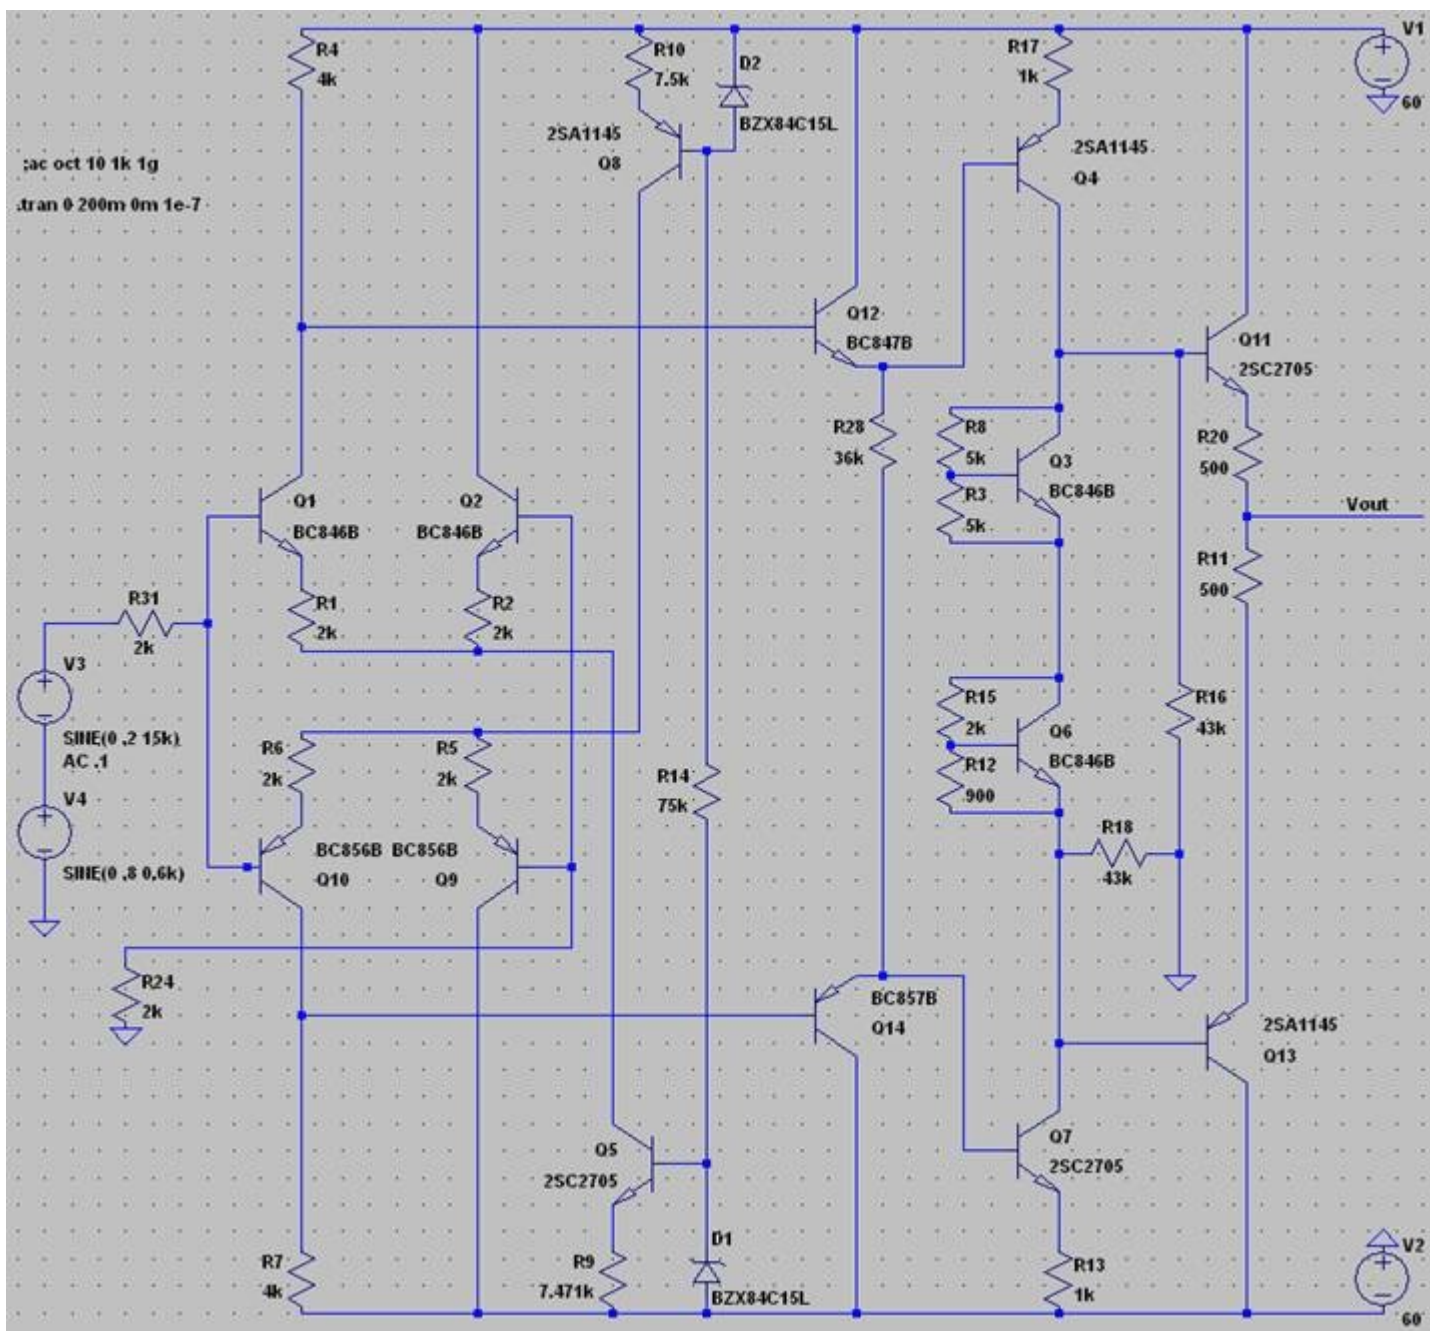 V1
60
R4
4k
R10
7.5k
D2
BZX84C15L
R17
1k
2SA1145
Q8
2SA1145
Q4
;ac oct 10 1k 1g
.tran 0 200m 0m 1e-7
Q12
BC847B
Q11
2SC2705
R28
36k
R8
5k
Q3
BC846B
R3
5k
R20
500
Vout
Q1
BC846B
Q2
BC846B
R11
500
R31
2k
R1
2k
R2
2k
V3
SINE(0 .2 15k)
AC .1
R6
2k
R5
2k
R14
75k
R15
2k
Q6
BC846B
R12
900
R16
43k
V4
SINE(0 .8 0.6k)
BC856B
Q10
BC856B
Q9
R18
43k
R24
2k
BC857B
Q14
2SA1145
Q13
Q5
2SC2705
Q7
2SC2705
R7
4k
R9
7.471k
D1
BZX84C15L
R13
1k
V2
60